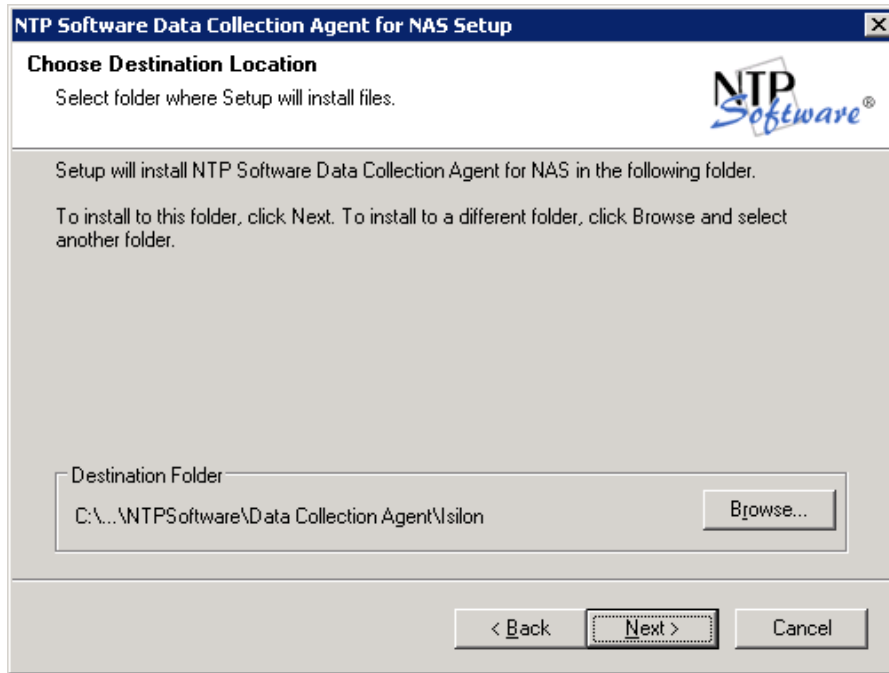 NTP Software Data Collection Agent for NAS Setup
Choose Destination Location
Select folder where Setup will install files.
NTP
Software®
Setup will install NTP Software Data Collection Agent for NAS in the following folder.
To install to this folder, click Next. To install to a different folder, click Browse and select
another folder.
Destination Folder
C:\...\NTPSoftware\Data Collection Agent\Isilon
Browse...
< Back
Next >
Cancel